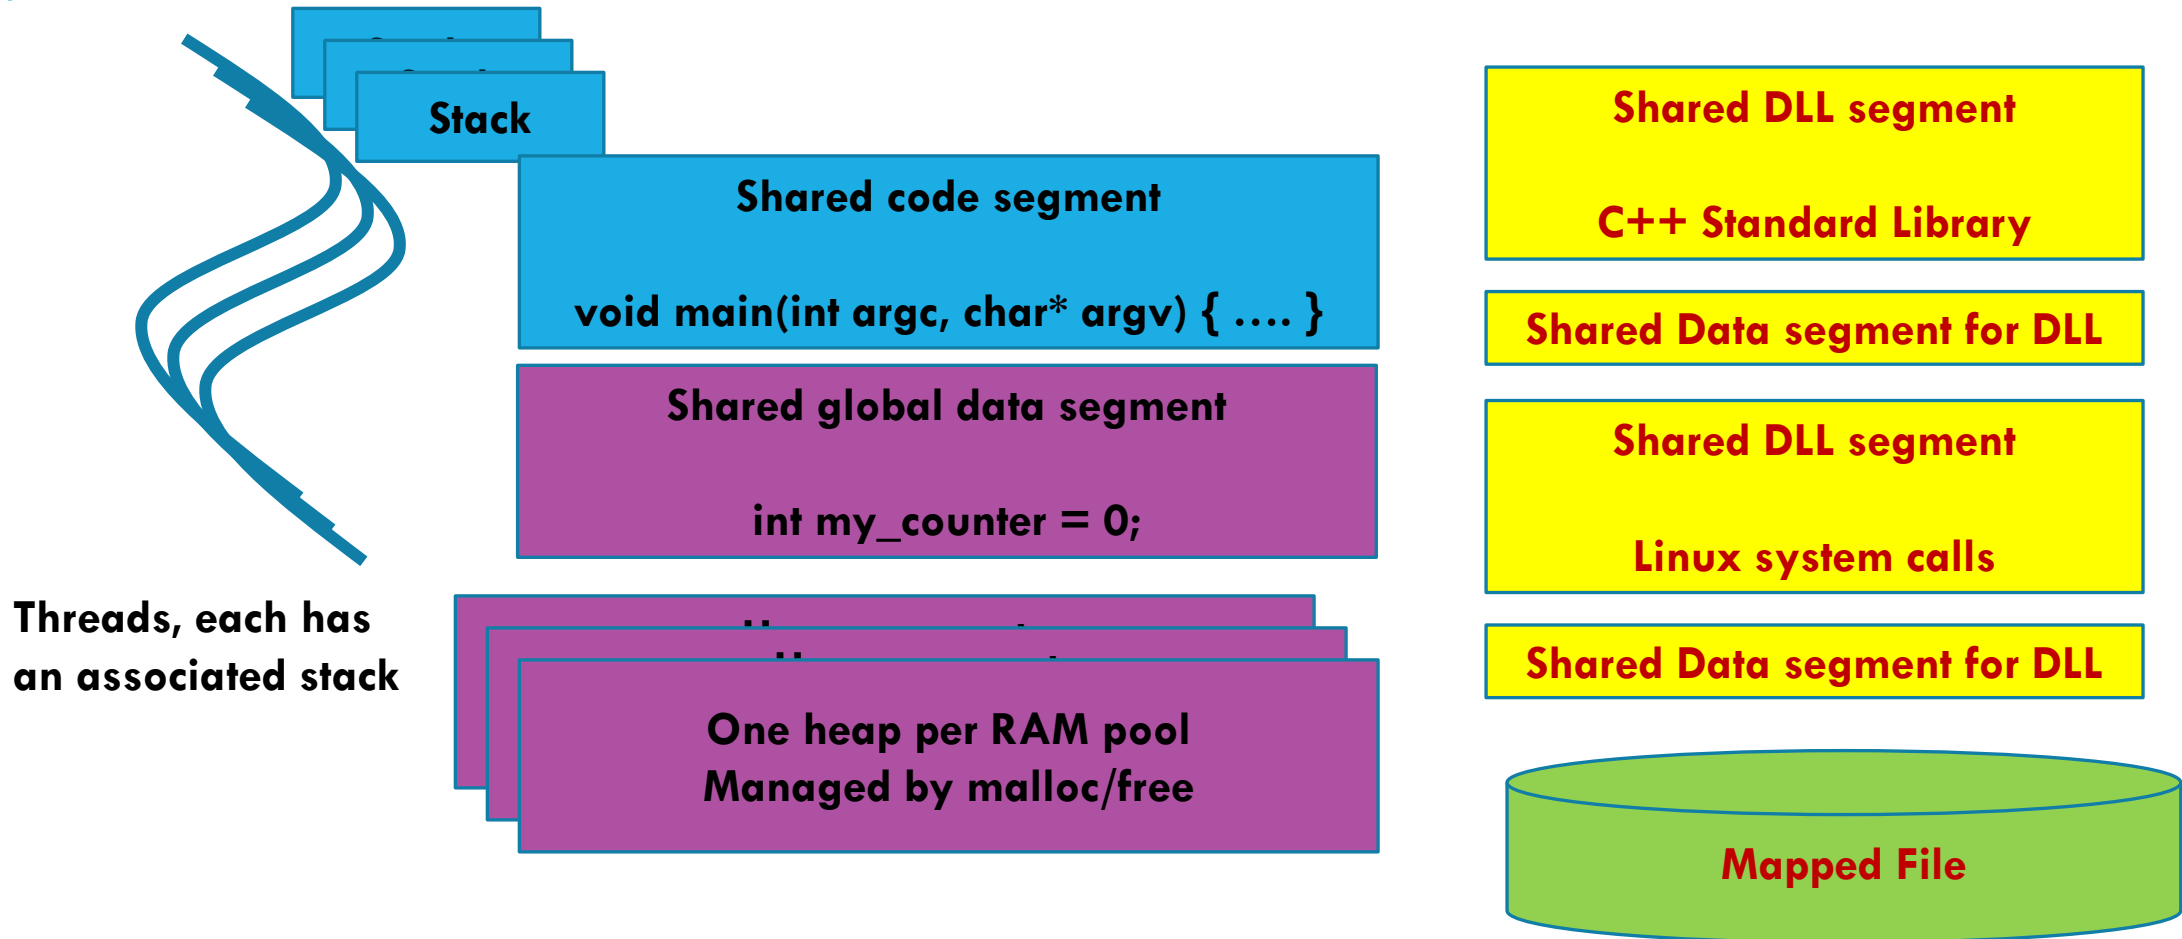 Stack
Shared code segment
void main(int argc, char* argv) { .... }
Shared global data segment
int my_counter = 0;
Threads, each has
an associated stack
One heap per RAM pool
Managed by malloc/free
Shared DLL segment
C++ Standard Library
Shared Data segment for DLL
Shared DLL segment
Linux system calls
Shared Data segment for DLL
Mapped File